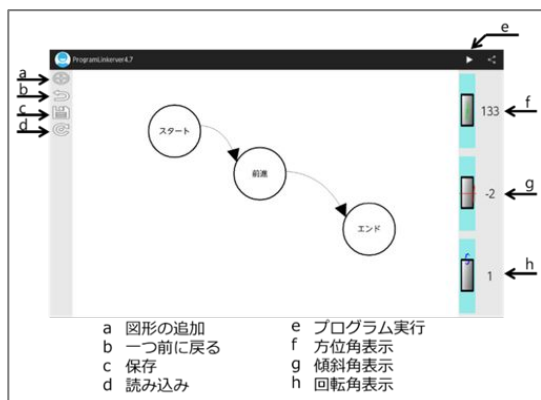 e
ProgramLinkerver4.7
a
b
c
d
スタート
前進
エンド
133
f
-2
g
1
h
a 図形の追加
b 一つ前に戻る
c 保存
d 読み込み
e プログラム実行
f 方位角表示
g 傾斜角表示
h 回転角表示